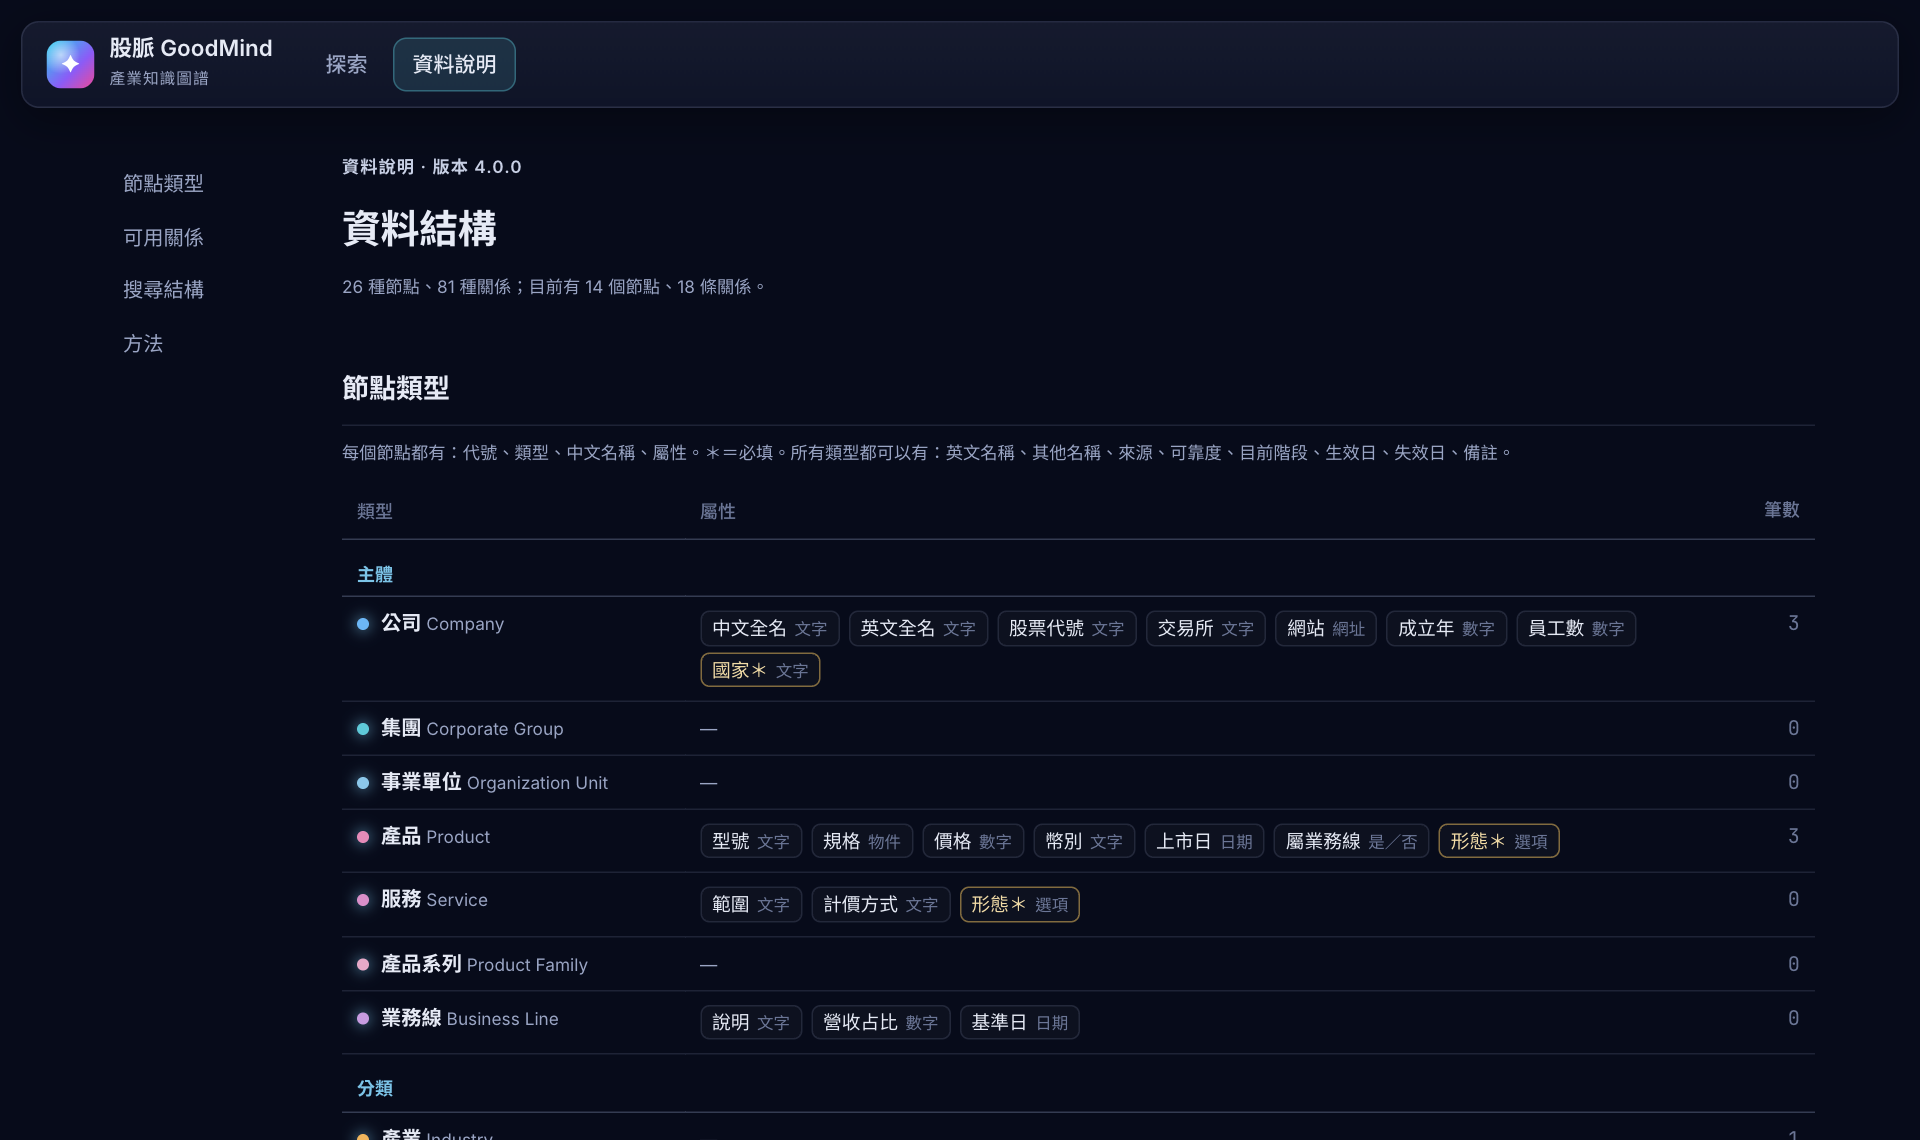 股脈 GoodMind
產業知識圖譜
探索
資料說明
節點類型
可用關係
搜尋結構
方法
資料說明 · 版本 4.0.0
資料結構
26 種節點、81 種關係；目前有 14 個節點、18 條關係。
節點類型
每個節點都有：代號、類型、中文名稱、屬性。＊＝必填。所有類型都可以有：英文名稱、其他名稱、來源、可靠度、目前階段、生效日、失效日、備註。
類型 屬性 筆數
主體
公司 Company 中文全名 文字 英文全名 文字 股票代號 文字 交易所 文字 網站 網址 成立年 數字 員工數 數字 3
國家＊ 文字
集團 Corporate Group — 0
事業單位 Organization Unit — 0
產品 Product 型號 文字 規格 物件 價格 數字 幣別 文字 上市日 日期 屬業務線 是／否 形態＊ 選項 3
服務 Service 範圍 文字 計價方式 文字 形態＊ 選項 0
產品系列 Product Family — 0
業務線 Business Line 說明 文字 營收占比 數字 基準日 日期 0
分類
產業 Industry 1